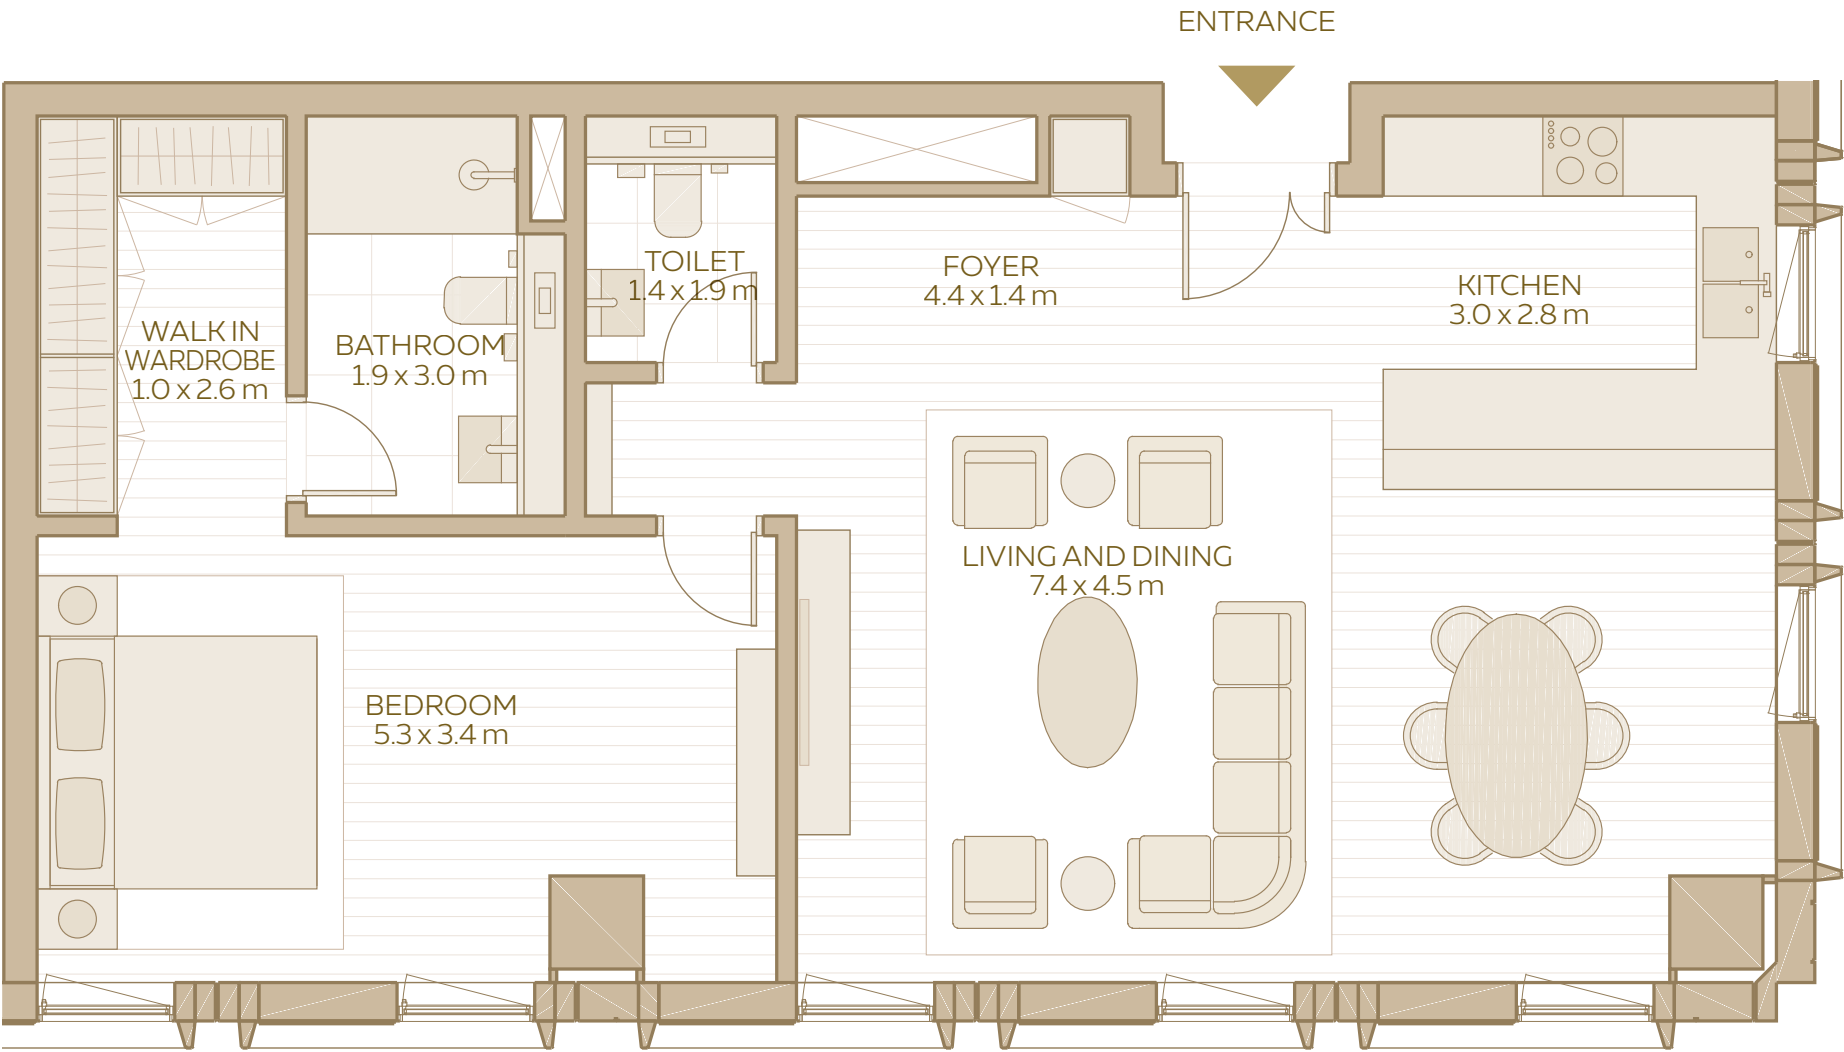 ENTRANCE
TOILET
1.4 x 1.9 m
FOYER
4.4 x 1.4 m
KITCHEN
3.0 x 2.8 m
WALK IN
WARDROBE
1.0 x 2.6 m
BATHROOM
1.9 x 3.0 m
LIVING AND DINING
7.4 x 4.5 m
BEDROOM
5.3 x 3.4 m